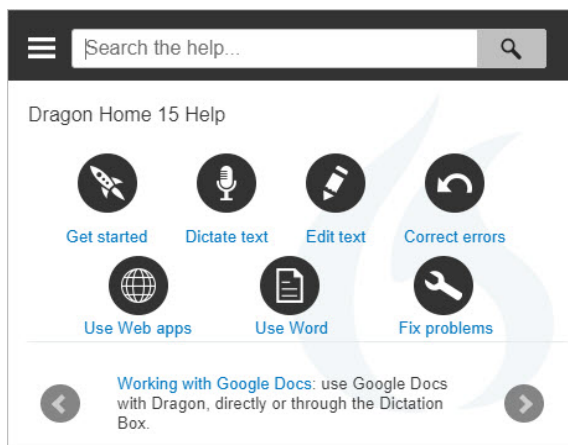 Search the help...
Dragon Home 15 Help
Get started Dictate text Edit text Correct errors
Use Web apps Use Word Fix problems
Working with Google Docs: use Google Docs
with Dragon, directly or through the Dictation
Box.